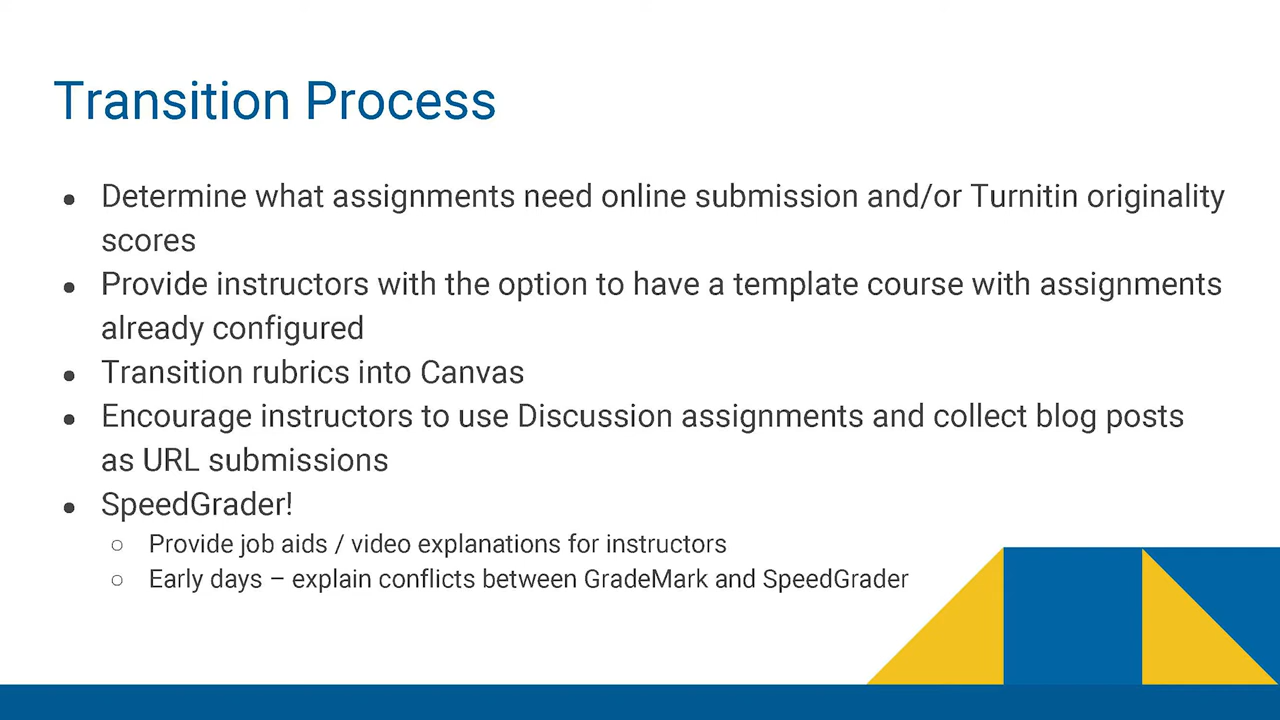 Transition Process
● Determine what assignments need online submission and/or Turnitin originality
scores
● Provide instructors with the option to have a template course with assignments
already configured
● Transition rubrics into Canvas
● Encourage instructors to use Discussion assignments and collect blog posts
as URL submissions
● SpeedGrader!
○ Provide job aids / video explanations for instructors
○ Early days – explain conflicts between GradeMark and SpeedGrader